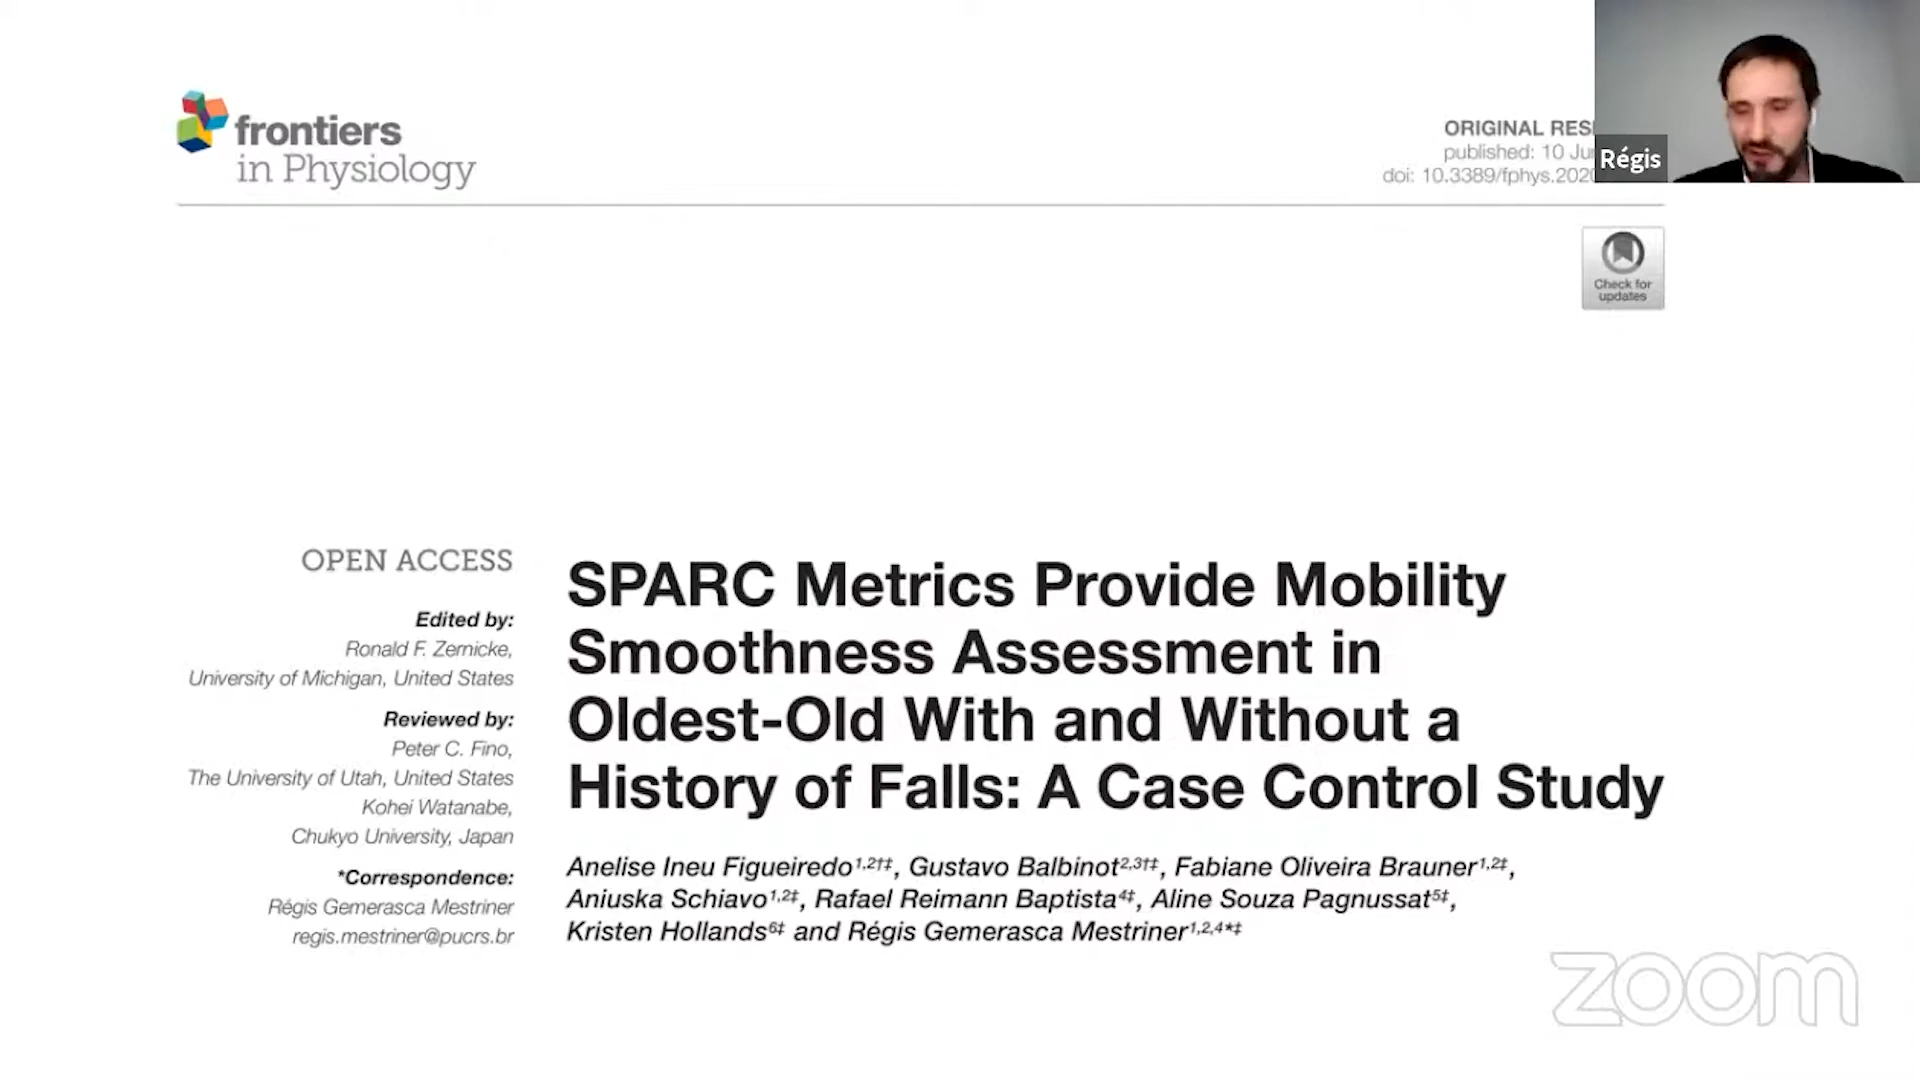 frontiers
in Physiology
ORIGINAL
published: 10
doi: 10.3389/fphys.2020
Régis
Check for
updates
OPEN ACCESS
Edited by:
Ronald F. Zernicke,
University of Michigan, United States
Reviewed by:
Peter C. Fino,
The University of Utah, United States
Kohei Watanabe,
Chukyo University, Japan
*Correspondence:
Régis Gemerasca Mestriner
regis.mestriner@pucrs.br
SPARC Metrics Provide Mobility
Smoothness Assessment in
Oldest-Old With and Without a
History of Falls: A Case Control Study
Anelise Ineu Figueiredo¹,²†‡, Gustavo Balbinot²,³†‡, Fabiane Oliveira Brauner¹,²‡,
Aniuska Schiavo¹,²‡, Rafael Reimann Baptista⁴‡, Aline Souza Pagnussat⁵‡,
Kristen Hollands⁶‡ and Régis Gemerasca Mestriner¹,²,⁴*‡
zoom